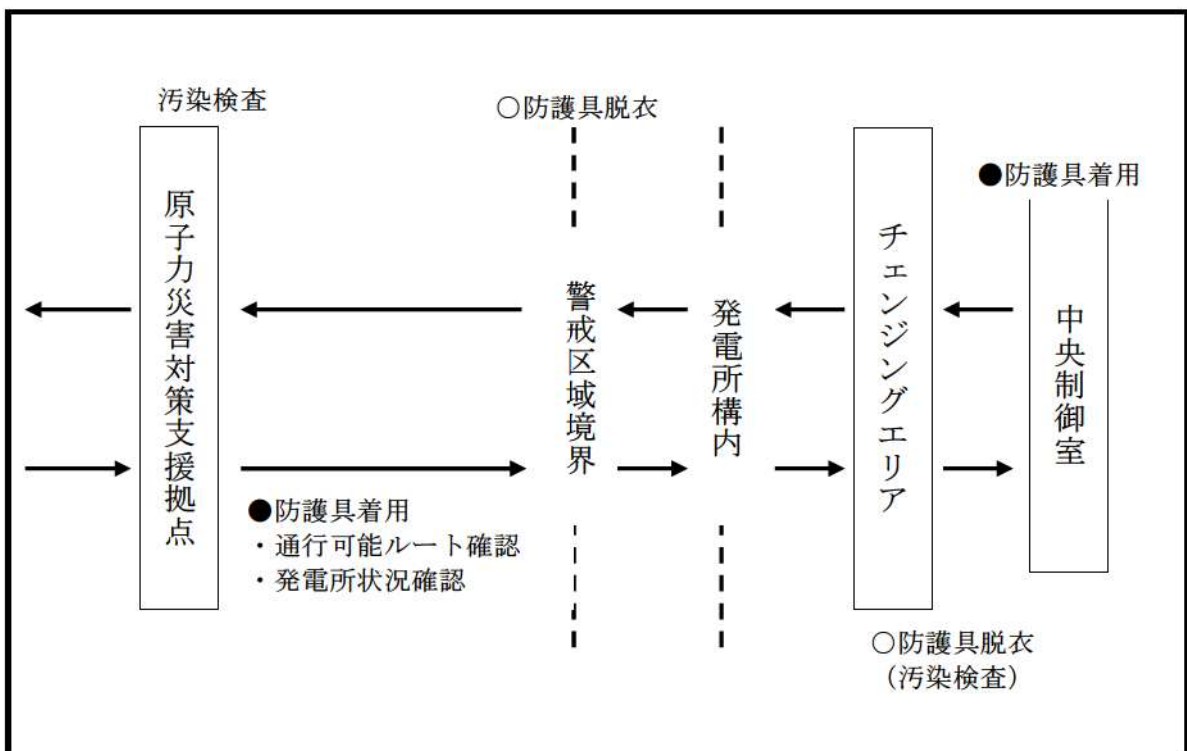 汚染検査
○防護具脱衣
●防護具着用
原子力災害対策支援拠点
警戒区域境界
発電所構内
チェンジングエリア
中央制御室
●防護具着用
・通行可能ルート確認
・発電所状況確認
○防護具脱衣
（汚染検査）